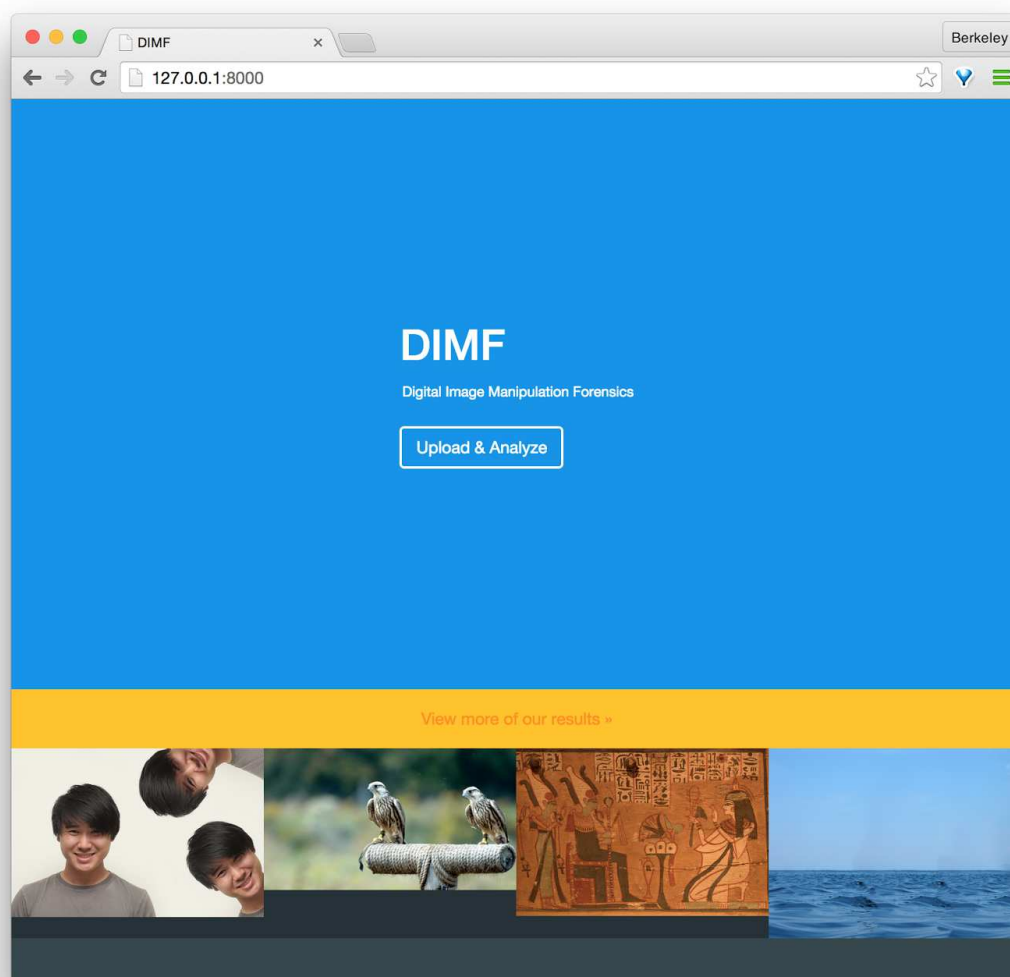 DIMF
Berkeley
127.0.0.1:8000
DIMF
Digital Image Manipulation Forensics
Upload & Analyze
View more of our results »